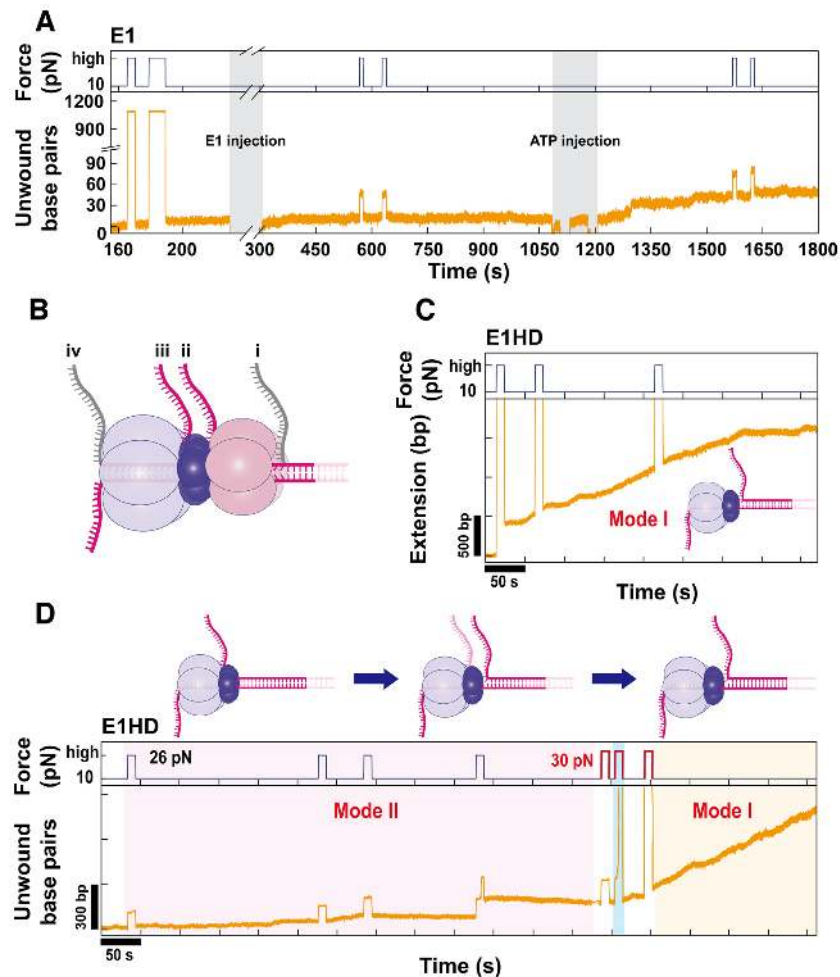 A
E1
Force
(pN)
high
10
Unwound
base pairs
1200
900
90
60
30
0
E1 injection
ATP injection
160
200
300
450
600
750
900
1050
1200
1350
1500
1650
1800
Time (s)
B
iv
iii
ii
i
C
E1HD
Force
(pN)
high
10
Extension (bp)
500 bp
Mode I
50 s
Time (s)
D
E1HD
Force
(pN)
high
10
26 pN
30 pN
Unwound
base pairs
300 bp
Mode II
Mode I
50 s
Time (s)